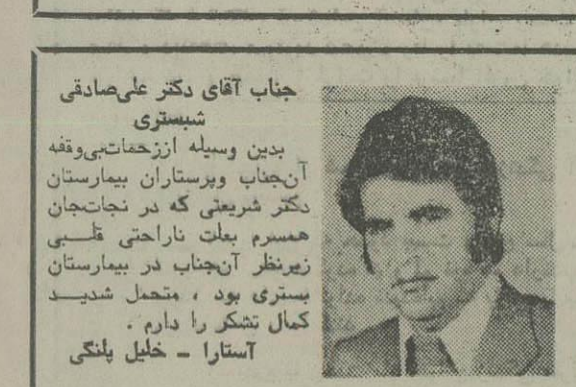 جناب آقای دکتر علی‌صادقی
شبستری
بدین وسیله اززحمات‌بی‌وقفه
آن‌جناب وپرستاران بیمارستان
دکتر شریعتی که در نجات‌جان
همسرم بعلت ناراحتی قلبی
زیرنظر آن‌جناب در بیمارستان
بستری بود ، متحمل شدید
کمال تشکر را دارم .
آستارا - خلیل پلنگی